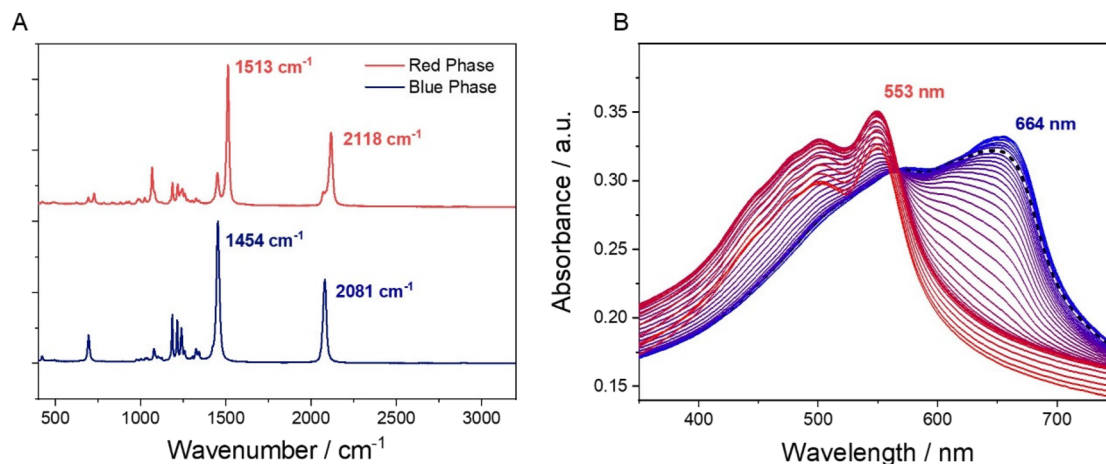 A
Red Phase
Blue Phase
1513 cm⁻¹
2118 cm⁻¹
1454 cm⁻¹
2081 cm⁻¹
500 1000 1500 2000 2500 3000
Wavenumber / cm⁻¹
B
553 nm
664 nm
Absorbance / a.u.
0.35
0.30
0.25
0.20
0.15
400 500 600 700
Wavelength / nm